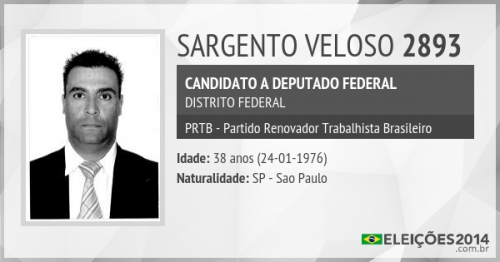 SARGENTO VELOSO 2893
CANDIDATO A DEPUTADO FEDERAL
DISTRITO FEDERAL
PRTB - Partido Renovador Trabalhista Brasileiro
Idade: 38 anos (24-01-1976)
Naturalidade: SP - Sao Paulo
ELEIÇÕES2014
.com.br